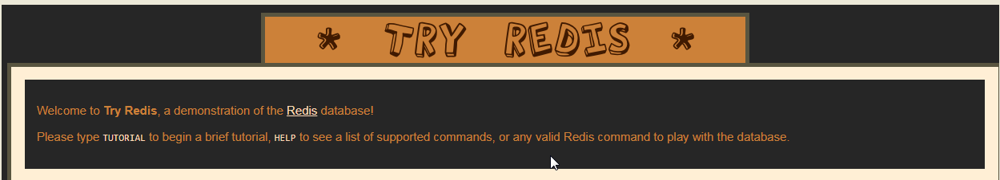 * TRY REDIS *
Welcome to Try Redis, a demonstration of the Redis database!
Please type TUTORIAL to begin a brief tutorial, HELP to see a list of supported commands, or any valid Redis command to play with the database.